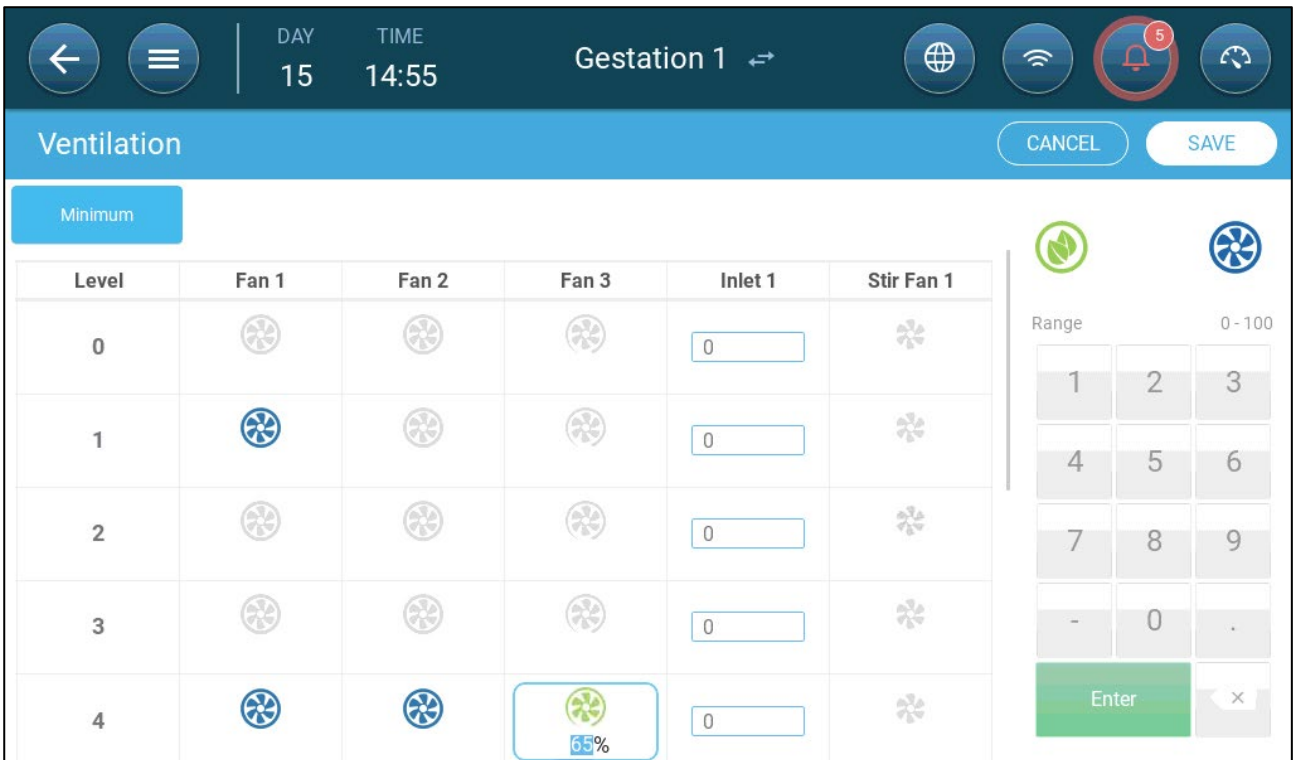 DAY TIME
15 14:55 Gestation 1 5
Ventilation CANCEL SAVE
Minimum
Level Fan 1 Fan 2 Fan 3 Inlet 1 Stir Fan 1
Range 0 - 100
0 0
1 0
2 0
3 0
4 65% 0
1 2 3
4 5 6
7 8 9
- 0 .
Enter